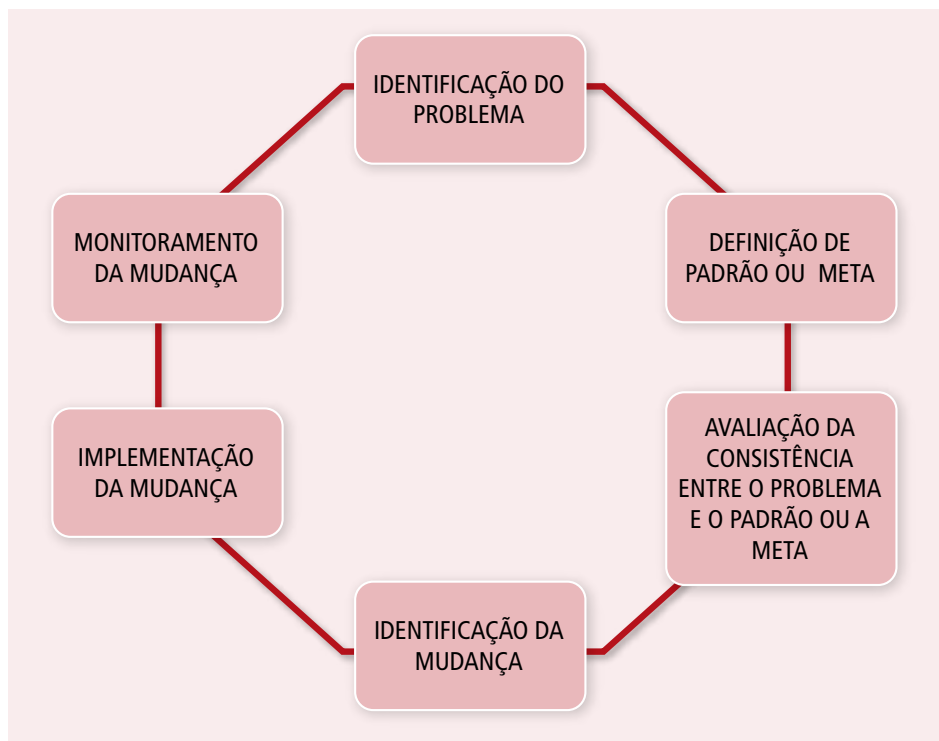 IDENTIFICAÇÃO DO
PROBLEMA
DEFINIÇÃO DE
PADRÃO OU META
AVALIAÇÃO DA
CONSISTÊNCIA
ENTRE O PROBLEMA
E O PADRÃO OU A
META
IDENTIFICAÇÃO DA
MUDANÇA
IMPLEMENTAÇÃO
DA MUDANÇA
MONITORAMENTO
DA MUDANÇA